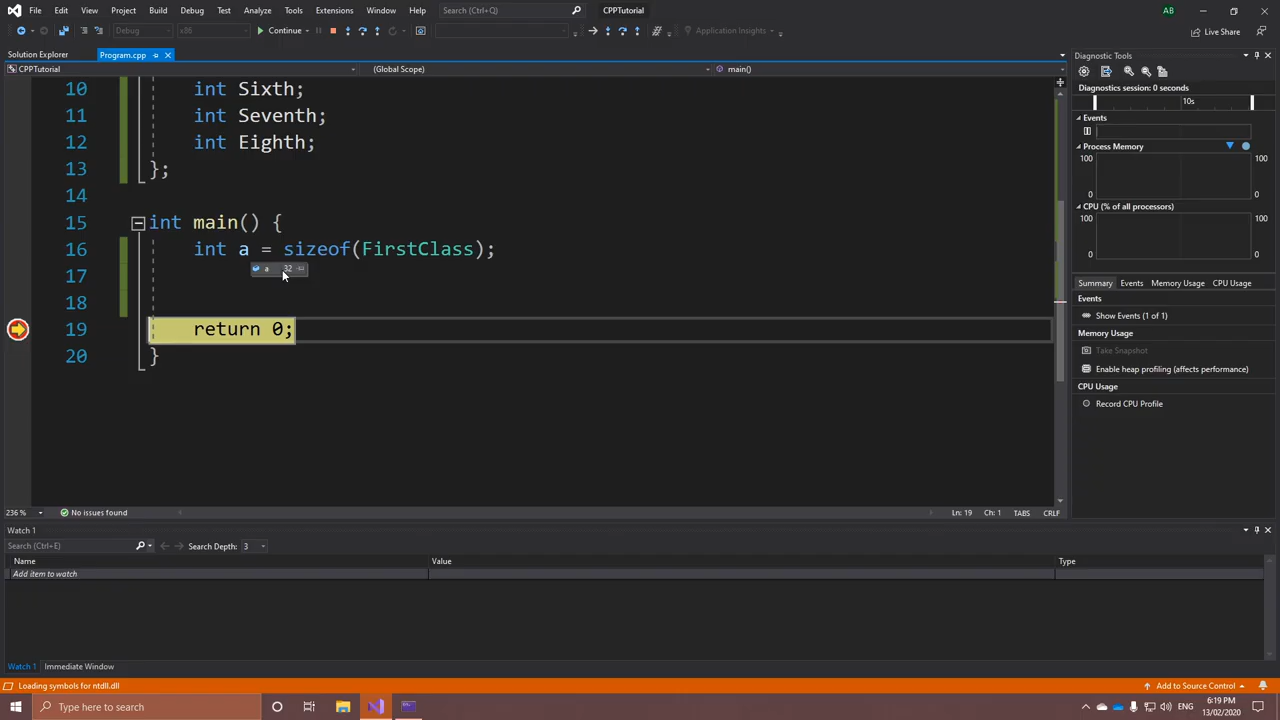 File Edit View Git Project Build Debug Test Analyze Tools Extensions Window Help Search (Ctrl+Q) CPPTutorial AB
Debug x86 Continue Application Insights Live Share
Solution Explorer Program.cpp
CPPTutorial (Global Scope) main()
10 int Sixth;
11 int Seventh;
12 int Eighth;
13 };
14
15 int main() {
16 int a = sizeof(FirstClass);
a 32
17
18
19 return 0;
20 }
236 % No issues found Ln: 19 Ch: 1 TABS CRLF
Diagnostic Tools
Diagnostics session: 0 seconds
10s
Events
Process Memory
100 100
0 0
CPU (% of all processors)
100 100
0 0
Summary Events Memory Usage CPU Usage
Events
Show Events (1 of 1)
Memory Usage
Take Snapshot
Enable heap profiling (affects performance)
CPU Usage
Record CPU Profile
Watch 1
Search (Ctrl+E) Search Depth: 3
Name Value Type
Add item to watch
Watch 1 Immediate Window
Loading symbols for ntdll.dll Add to Source Control
Type here to search ENG 6:19 PM
13/02/2020